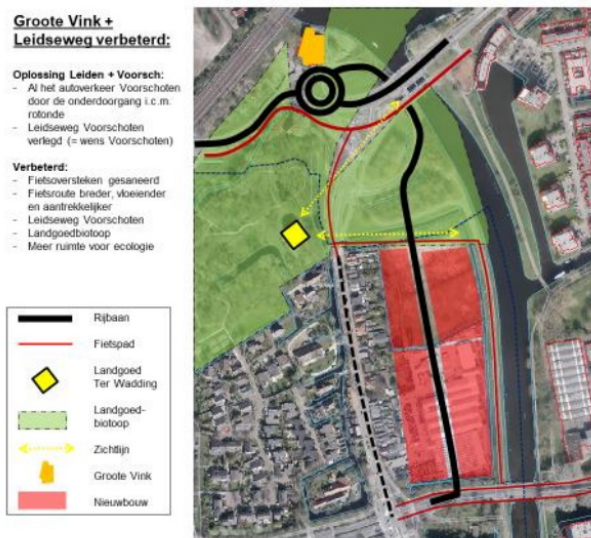 Groote Vink +
Leidseweg verbeterd:
Oplossing Leiden + Voorsch:
- Al het autoverkeer Voorschoten
door de onderdoorgang i.c.m.
rotonde
- Leidseweg Voorschoten
verlegd (= wens Voorschoten)
Verbeterd:
- Fietsoversteken gesaneerd
- Fietsroute breder, vloeiender
en aantrekkelijker
- Leidseweg Voorschoten
- Landgoedbiotoop
- Meer ruimte voor ecologie
Rijbaan
Fietspad
Landgoed
Ter Wadding
Landgoed-
biotoop
Zichtlijn
Groote Vink
Nieuwbouw